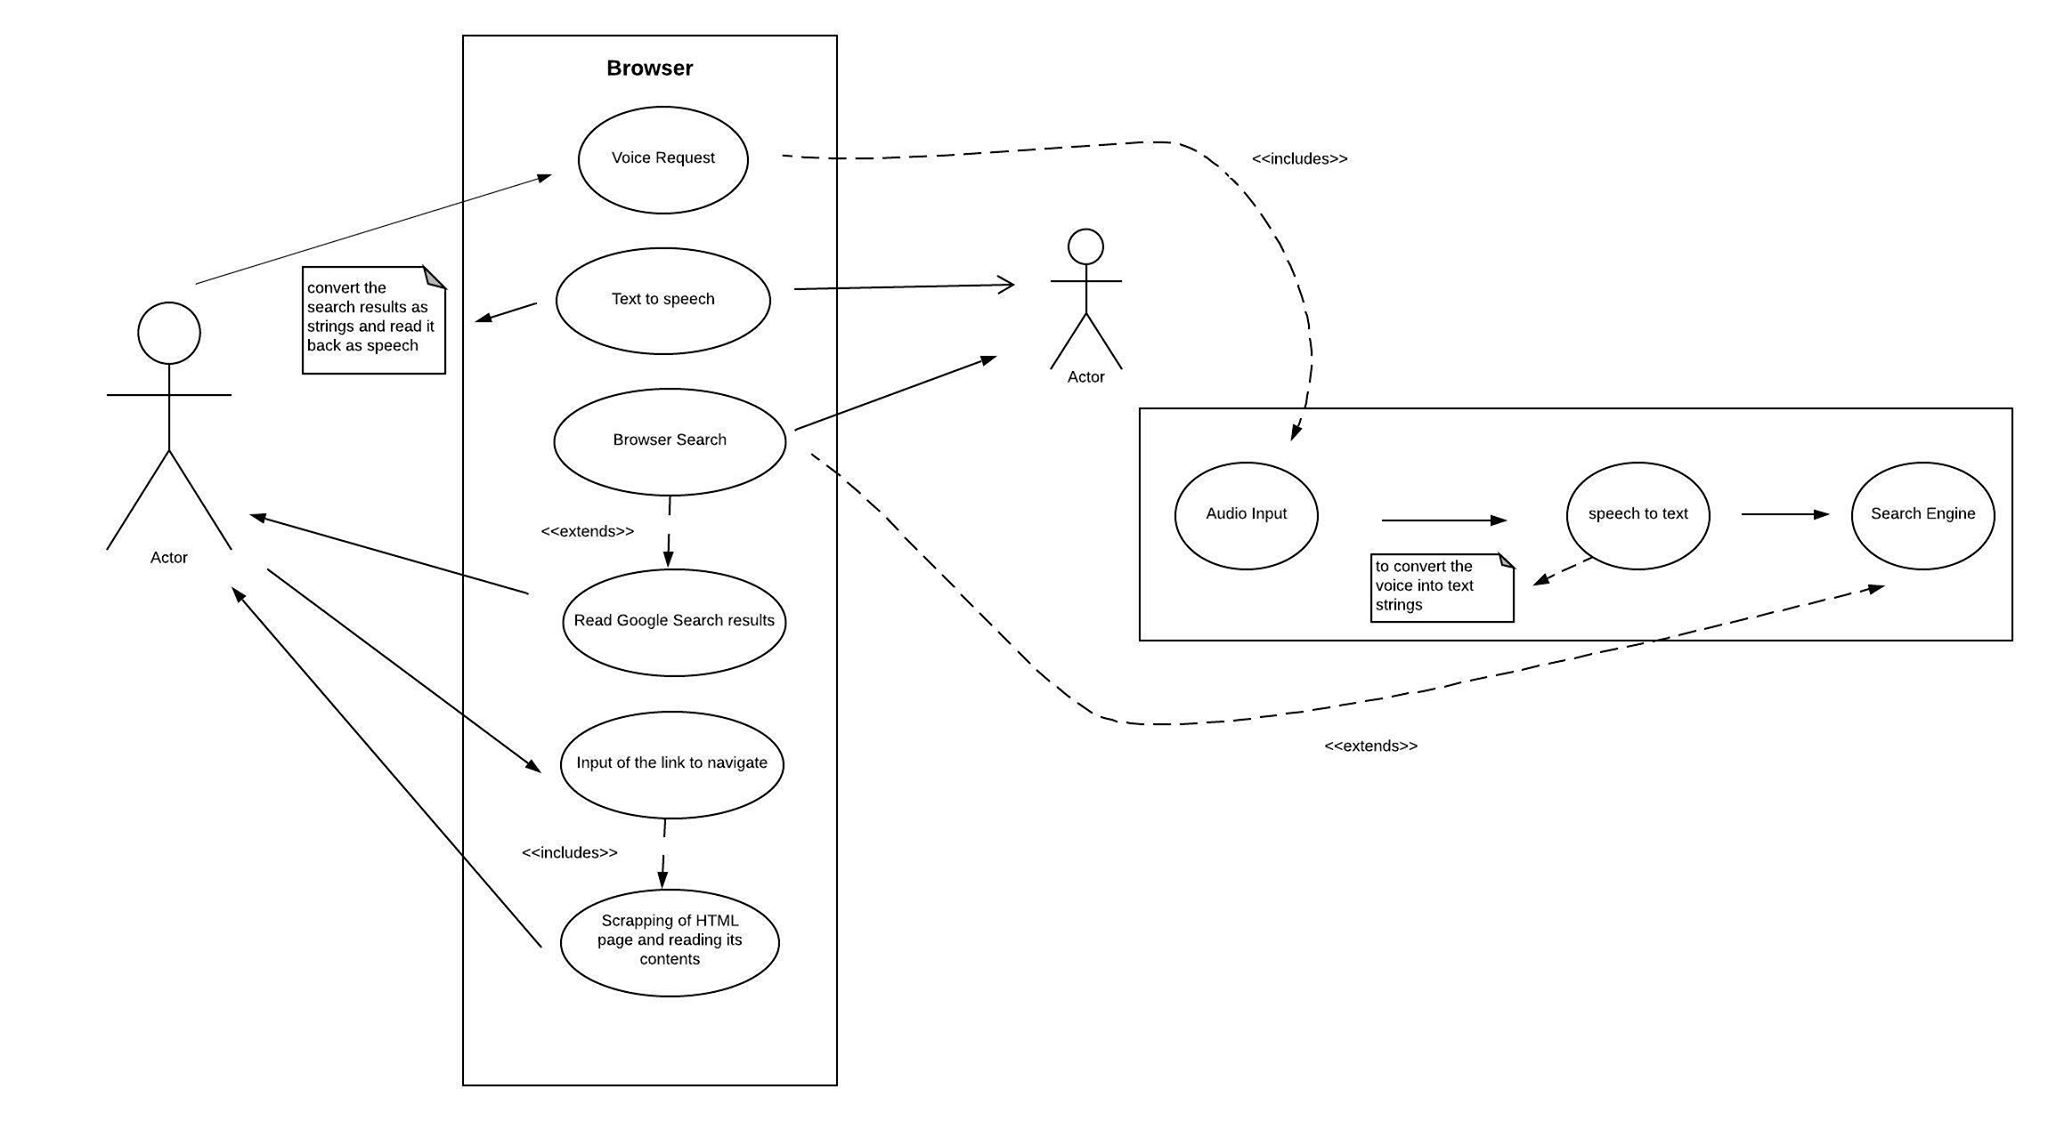 Browser
Voice Request
<<includes>>
convert the
search results as
strings and read it
back as speech
Text to speech
Actor
Browser Search
Audio Input
speech to text
Search Engine
<<extends>>
Actor
to convert the
voice into text
strings
Read Google Search results
<<extends>>
Input of the link to navigate
<<includes>>
Scrapping of HTML
page and reading its
contents